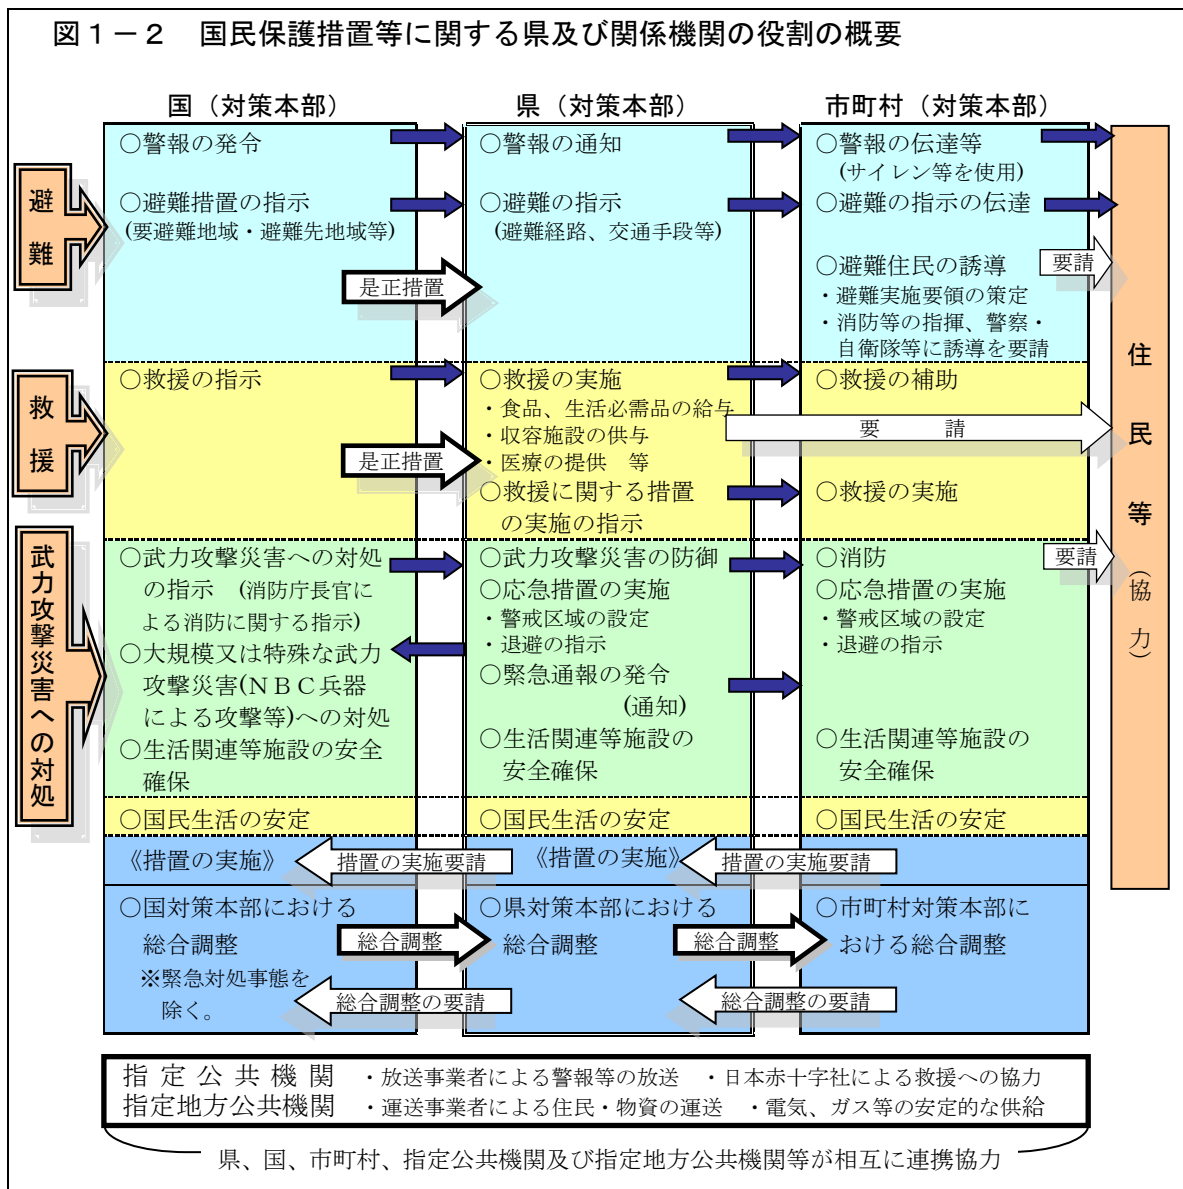 図１－２　国民保護措置等に関する県及び関係機関の役割の概要
国（対策本部）
県（対策本部）
市町村（対策本部）
避難
○警報の発令
○避難措置の指示
(要避難地域・避難先地域等)
是正措置
○警報の通知
○避難の指示
(避難経路、交通手段等)
○警報の伝達等
(サイレン等を使用)
○避難の指示の伝達
○避難住民の誘導
・避難実施要領の策定
・消防等の指揮、警察・
自衛隊等に誘導を要請
要請
救援
○救援の指示
是正措置
○救援の実施
・食品、生活必需品の給与
・収容施設の供与
・医療の提供　等
○救援に関する措置
の実施の指示
○救援の補助
要　　請
○救援の実施
武力攻撃災害への対処
○武力攻撃災害への対処
の指示　(消防庁長官に
よる消防に関する指示)
○大規模又は特殊な武力
攻撃災害(ＮＢＣ兵器
による攻撃等)への対処
○生活関連等施設の安全
確保
○武力攻撃災害の防御
○応急措置の実施
・警戒区域の設定
・退避の指示
○緊急通報の発令
(通知)
○生活関連等施設の
安全確保
○消防
○応急措置の実施
・警戒区域の設定
・退避の指示
○生活関連等施設の
安全確保
要請
住民等（協力）
○国民生活の安定
○国民生活の安定
○国民生活の安定
《措置の実施》
措置の実施要請
《措置の実施》
措置の実施要請
○国対策本部における
総合調整
※緊急対処事態を
除く。
総合調整
総合調整の要請
○県対策本部における
総合調整
総合調整
総合調整の要請
○市町村対策本部に
おける総合調整
指定公共機関　・放送事業者による警報等の放送　・日本赤十字社による救援への協力
指定地方公共機関　・運送事業者による住民・物資の運送　・電気、ガス等の安定的な供給
県、国、市町村、指定公共機関及び指定地方公共機関等が相互に連携協力